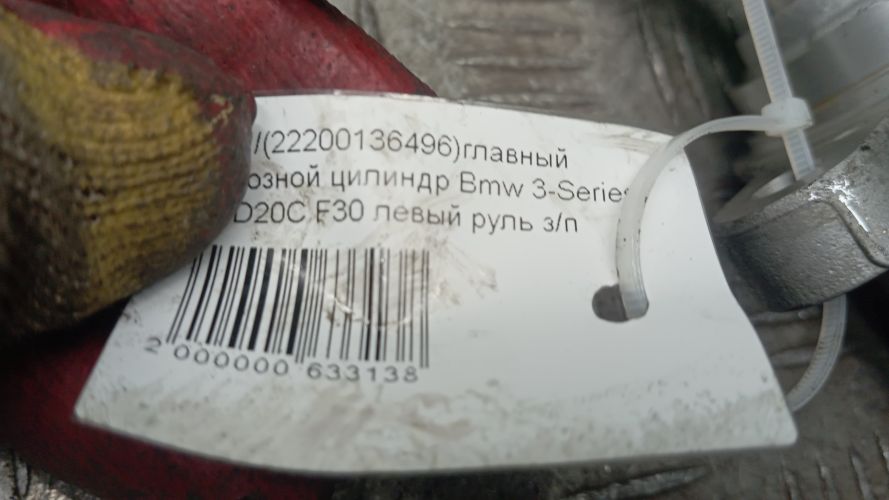 /(22200136496)главный
озной цилиндр Bmw 3-Series
D20C F30 левый руль з/п
2 000000 633138